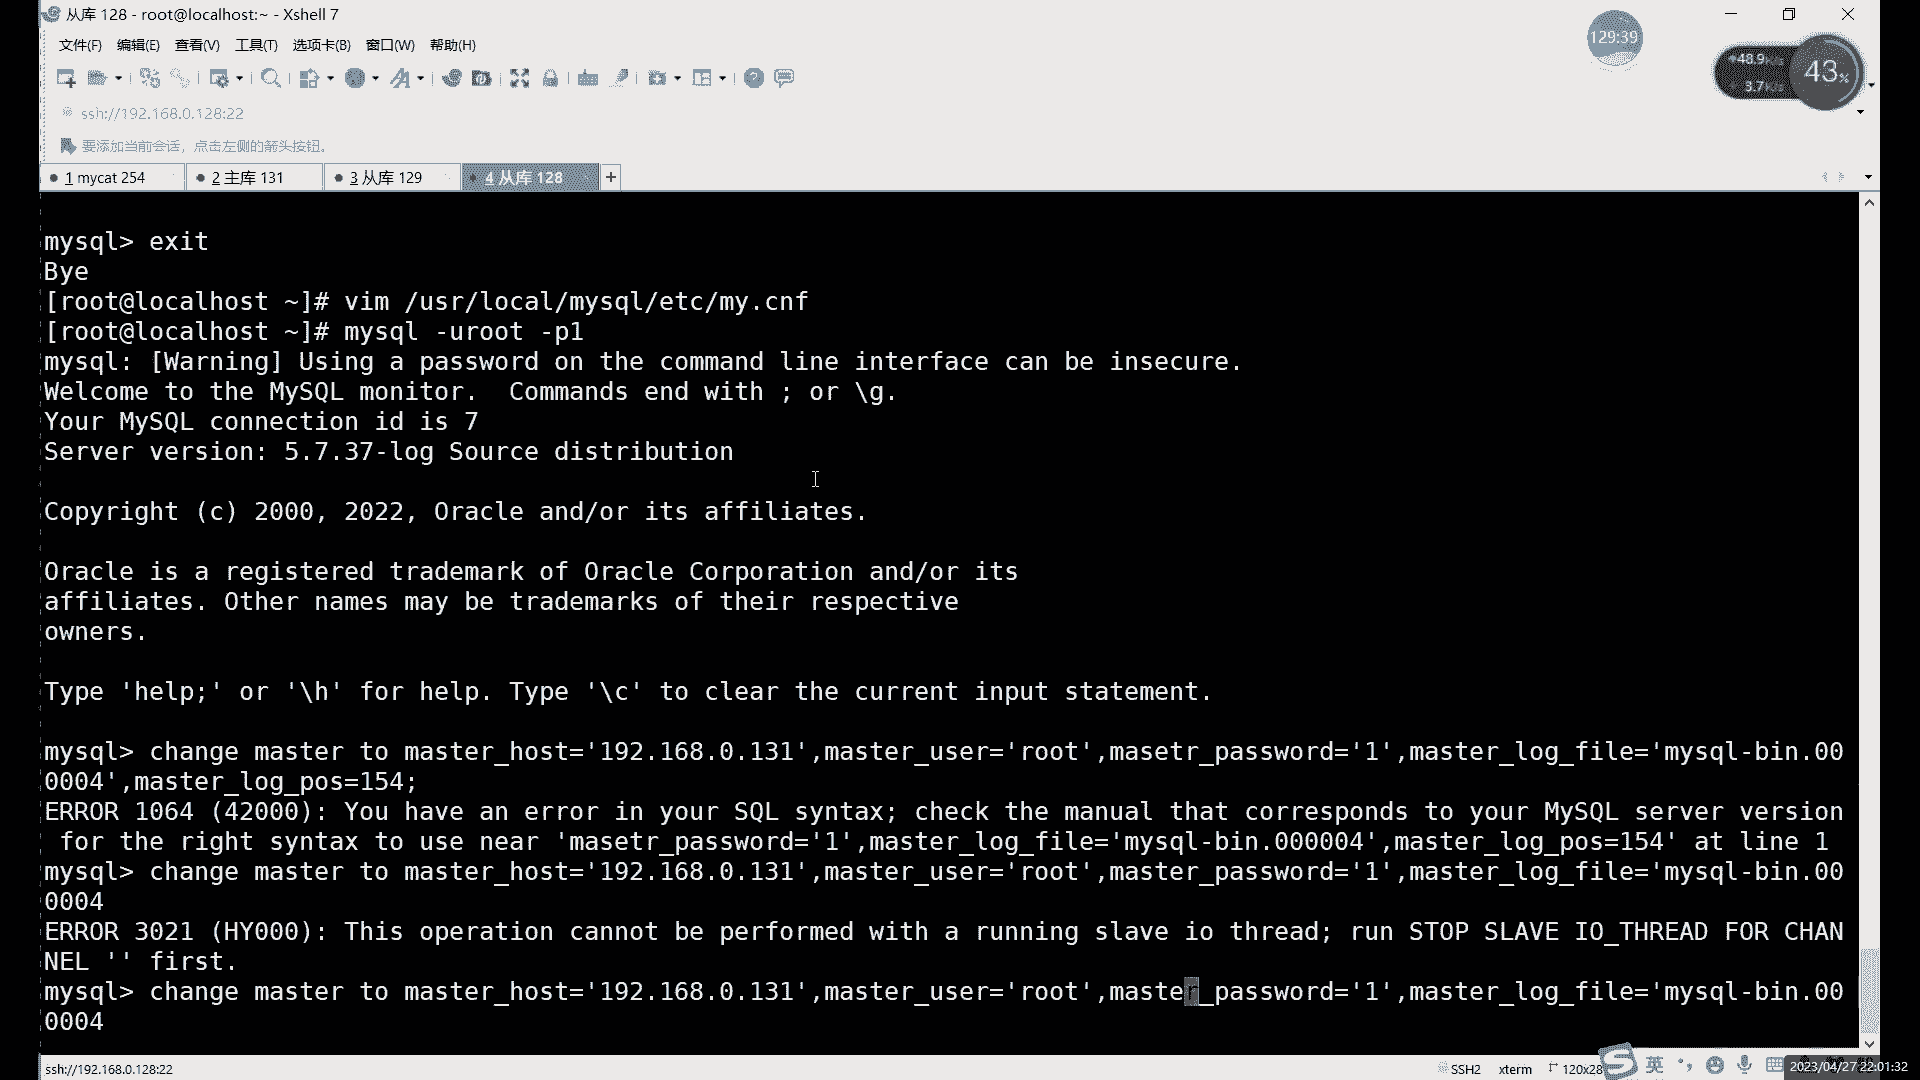 从库 128 - root@localhost:~ - Xshell 7
129:39
文件(F) 编辑(E) 查看(V) 工具(T) 选项卡(B) 窗口(W) 帮助(H)
48.9K/s
3.7K/s
43%
ssh://192.168.0.128:22
要添加当前会话，点击左侧的箭头按钮。
1 mycat 254
2 主库 131
3 从库 129
4 从库 128
mysql> exit
Bye
[root@localhost ~]# vim /usr/local/mysql/etc/my.cnf
[root@localhost ~]# mysql -uroot -p1
mysql: [Warning] Using a password on the command line interface can be insecure.
Welcome to the MySQL monitor.  Commands end with ; or \g.
Your MySQL connection id is 7
Server version: 5.7.37-log Source distribution
Copyright (c) 2000, 2022, Oracle and/or its affiliates.
Oracle is a registered trademark of Oracle Corporation and/or its
affiliates. Other names may be trademarks of their respective
owners.
Type 'help;' or '\h' for help. Type '\c' to clear the current input statement.
mysql> change master to master_host='192.168.0.131',master_user='root',masetr_password='1',master_log_file='mysql-bin.00
0004',master_log_pos=154;
ERROR 1064 (42000): You have an error in your SQL syntax; check the manual that corresponds to your MySQL server version
 for the right syntax to use near 'masetr_password='1',master_log_file='mysql-bin.000004',master_log_pos=154' at line 1
mysql> change master to master_host='192.168.0.131',master_user='root',master_password='1',master_log_file='mysql-bin.00
0004
ERROR 3021 (HY000): This operation cannot be performed with a running slave io thread; run STOP SLAVE IO_THREAD FOR CHAN
NEL '' first.
mysql> change master to master_host='192.168.0.131',master_user='root',master_password='1',master_log_file='mysql-bin.00
0004
ssh://192.168.0.128:22
SSH2
xterm
120x28
英
2023/04/27 22:01:32